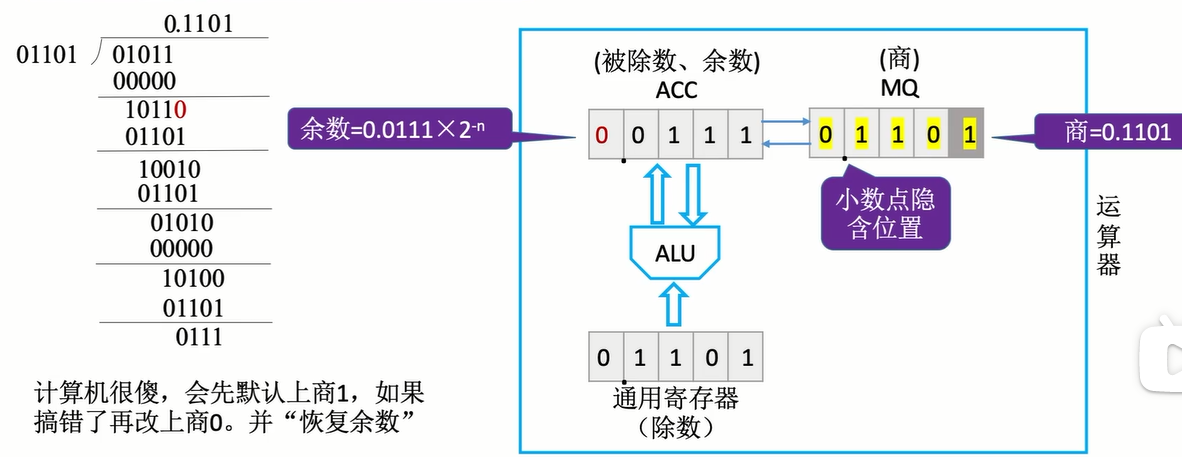 0.1101
01101
01011
00000
10110
01101
10010
01101
01010
00000
10100
01101
0111
计算机很傻，会先默认上商1，如果
搞错了再改上商0。并“恢复余数”
余数=0.0111×2⁻ⁿ
(被除数、余数)
ACC
0 0 1 1 1
(商)
MQ
0 1 1 0 1
商=0.1101
小数点隐
含位置
ALU
0 1 1 0 1
通用寄存器
（除数）
运
算
器